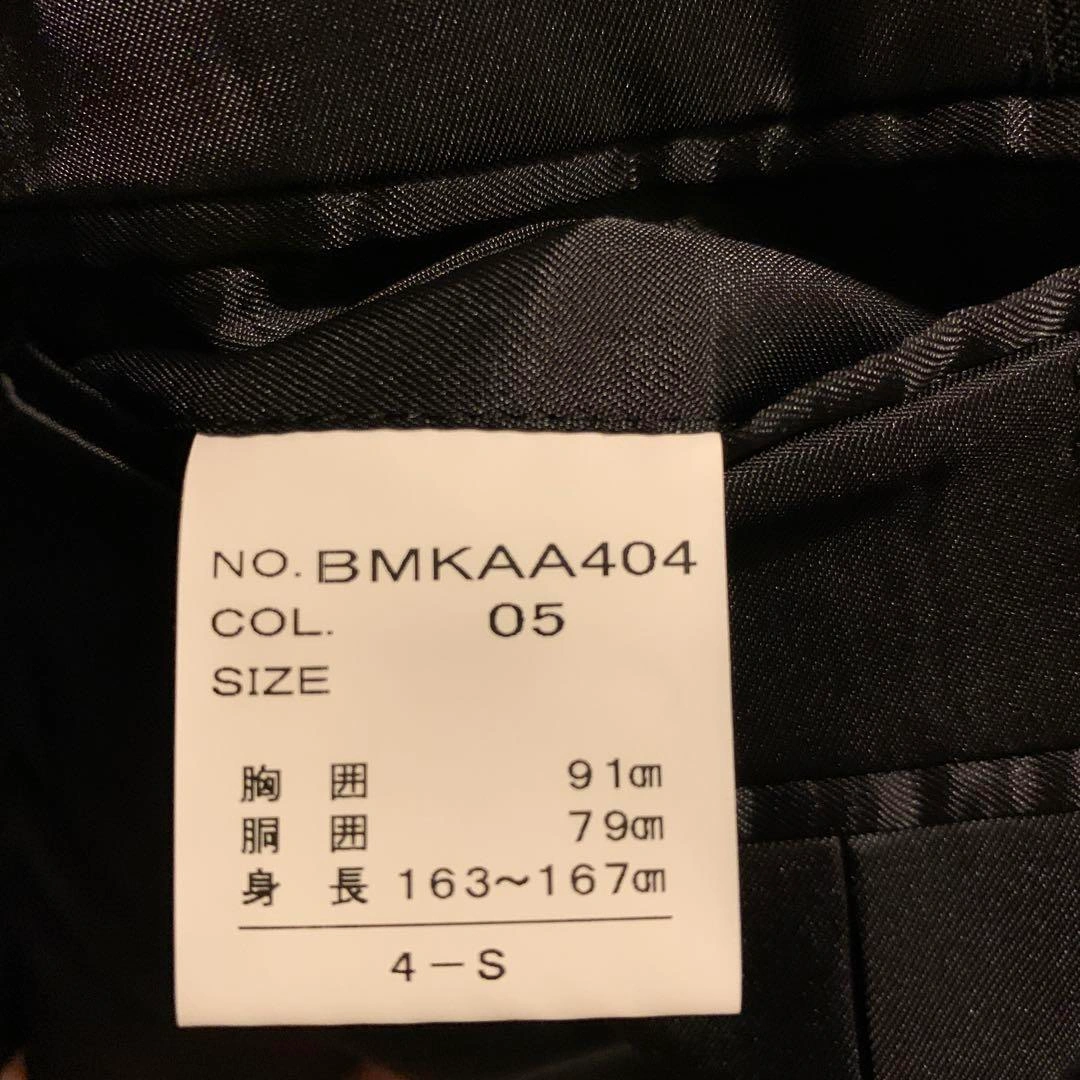 NO. BMKAA404
COL. 05
SIZE
胸 囲 91㎝
胴 囲 79㎝
身 長 163〜167㎝
4－S